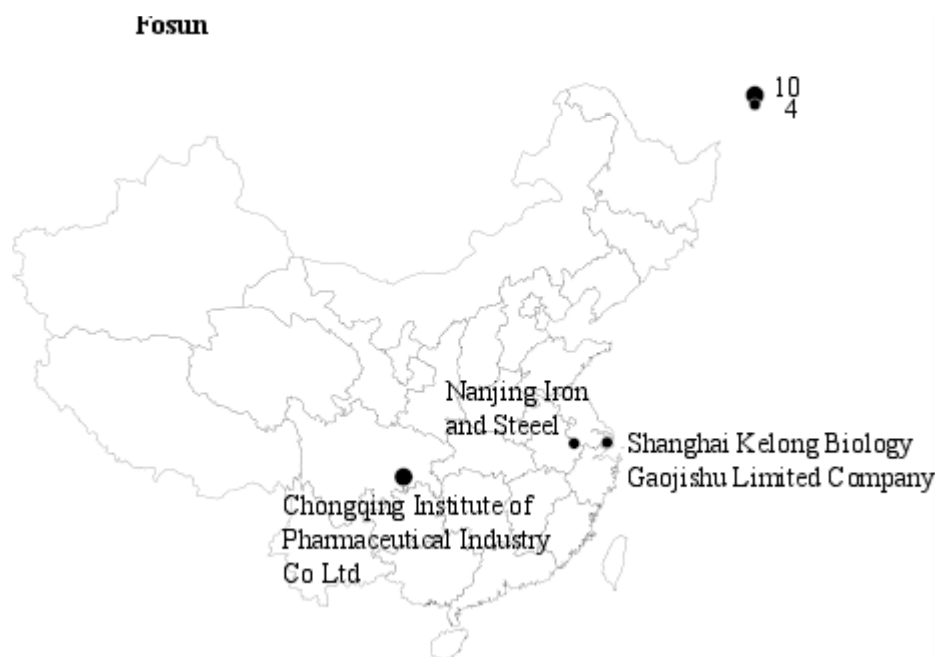 Fosun
10
4
Nanjing Iron
and Steeel
Shanghai Kelong Biology
Gaojishu Limited Company
Chongqing Institute of
Pharmaceutical Industry
Co Ltd